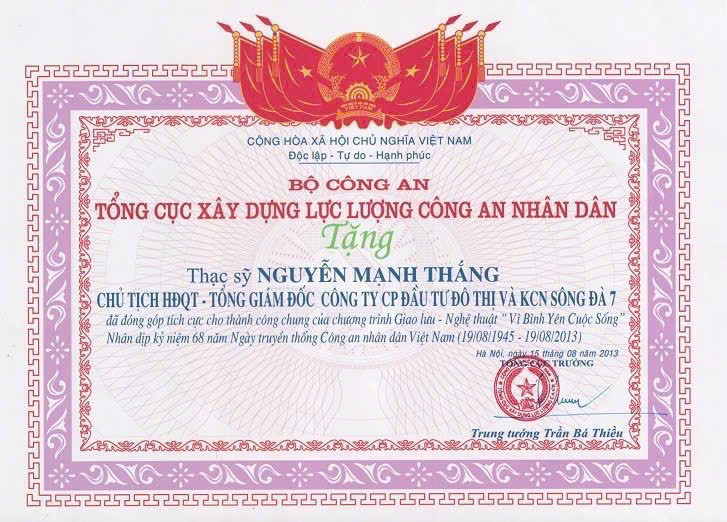 VIỆT NAM
CỘNG HÒA XÃ HỘI CHỦ NGHĨA VIỆT NAM
Độc lập - Tự do - Hạnh phúc
BỘ CÔNG AN
TỔNG CỤC XÂY DỰNG LỰC LƯỢNG CÔNG AN NHÂN DÂN
Tặng
Thạc sỹ NGUYỄN MẠNH THẮNG
CHỦ TỊCH HĐQT - TỔNG GIÁM ĐỐC CÔNG TY CP ĐẦU TƯ ĐÔ THỊ VÀ KCN SÔNG ĐÀ 7
đã đóng góp tích cực cho thành công chung của chương trình Giao lưu - Nghệ thuật "Vì Bình Yên Cuộc Sống"
Nhân dịp kỷ niệm 68 năm Ngày truyền thống Công an nhân dân Việt Nam (19/08/1945 - 19/08/2013)
Hà Nội, ngày 15 tháng 08 năm 2013
TỔNG CỤC TRƯỞNG
Trung tướng Trần Bá Thiều